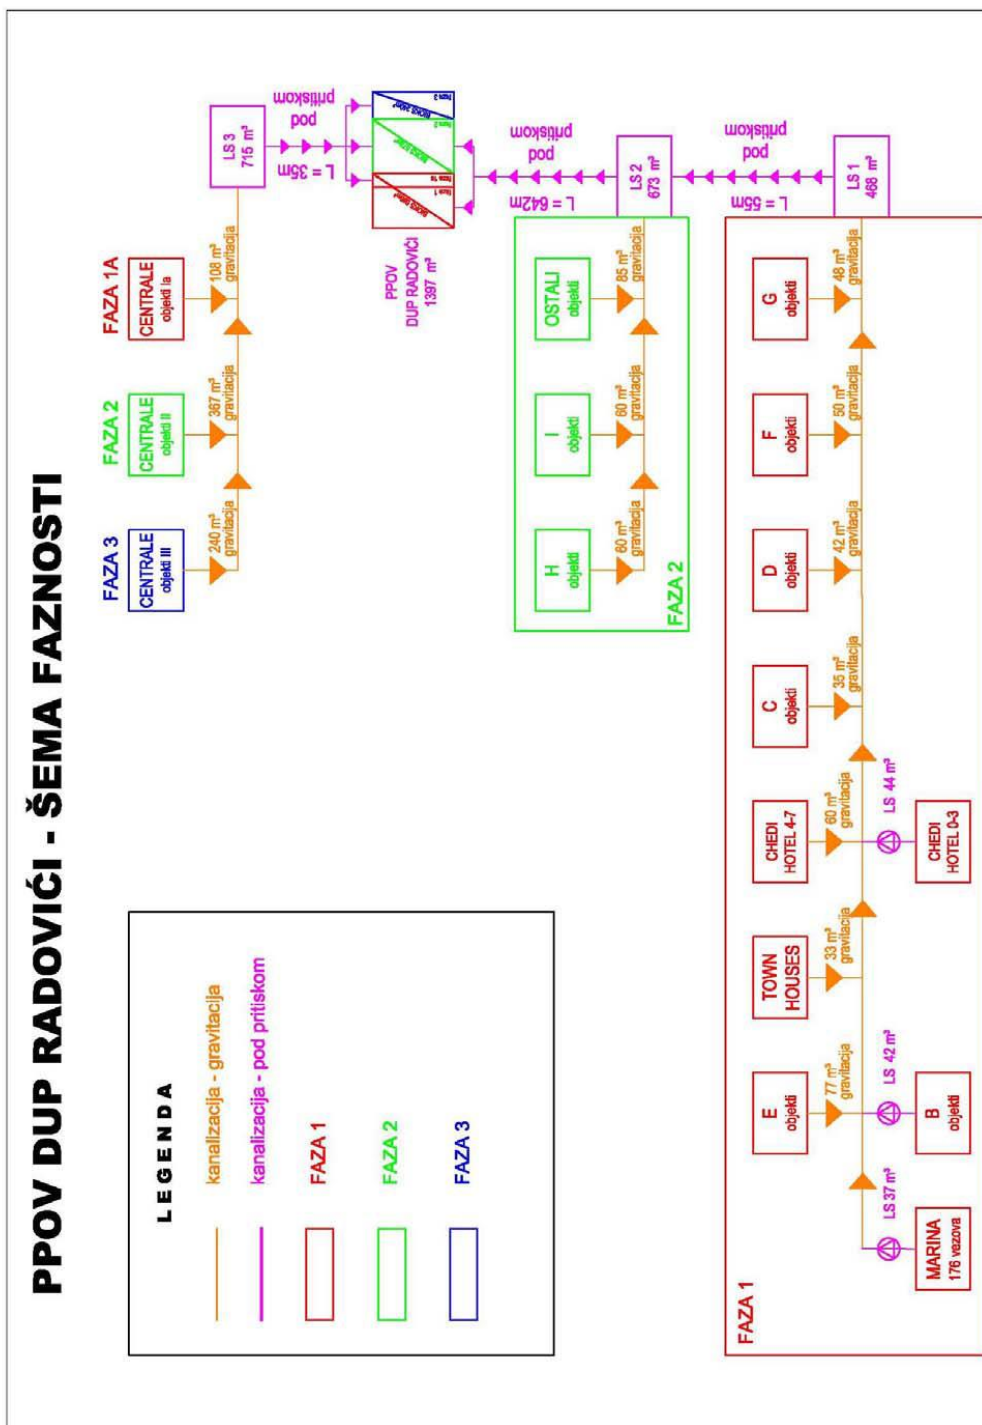 PPOV DUP RADOVIĆI - ŠEMA FAZNOSTI
FAZA 3
FAZA 2
FAZA 1A
CENTRALE
objekti III
CENTRALE
objekti II
CENTRALE
objekti Ia
240 m³
gravitacija
367 m³
gravitacija
108 m³
gravitacija
LS 3
715 m³
L = 35m
pod
pritiskom
PPOV
DUP RADOVIĆI
1397 m³
LEGENDA
kanalizacija - gravitacija
kanalizacija - pod pritiskom
FAZA 1
FAZA 2
FAZA 3
H
objekti
I
objekti
OSTALI
objekti
60 m³
gravitacija
60 m³
gravitacija
85 m³
gravitacija
FAZA 2
L = 642m
pod
pritiskom
LS 2
673 m³
L = 55m
pod
pritiskom
LS 1
468 m³
FAZA 1
E
objekti
TOWN
HOUSES
CHEDI
HOTEL 4-7
C
objekti
D
objekti
F
objekti
G
objekti
77 m³
gravitacija
33 m³
gravitacija
60 m³
gravitacija
35 m³
gravitacija
42 m³
gravitacija
50 m³
gravitacija
48 m³
gravitacija
LS 37 m³
LS 42 m³
LS 44 m³
MARINA
176 vezova
B
objekti
CHEDI
HOTEL 0-3